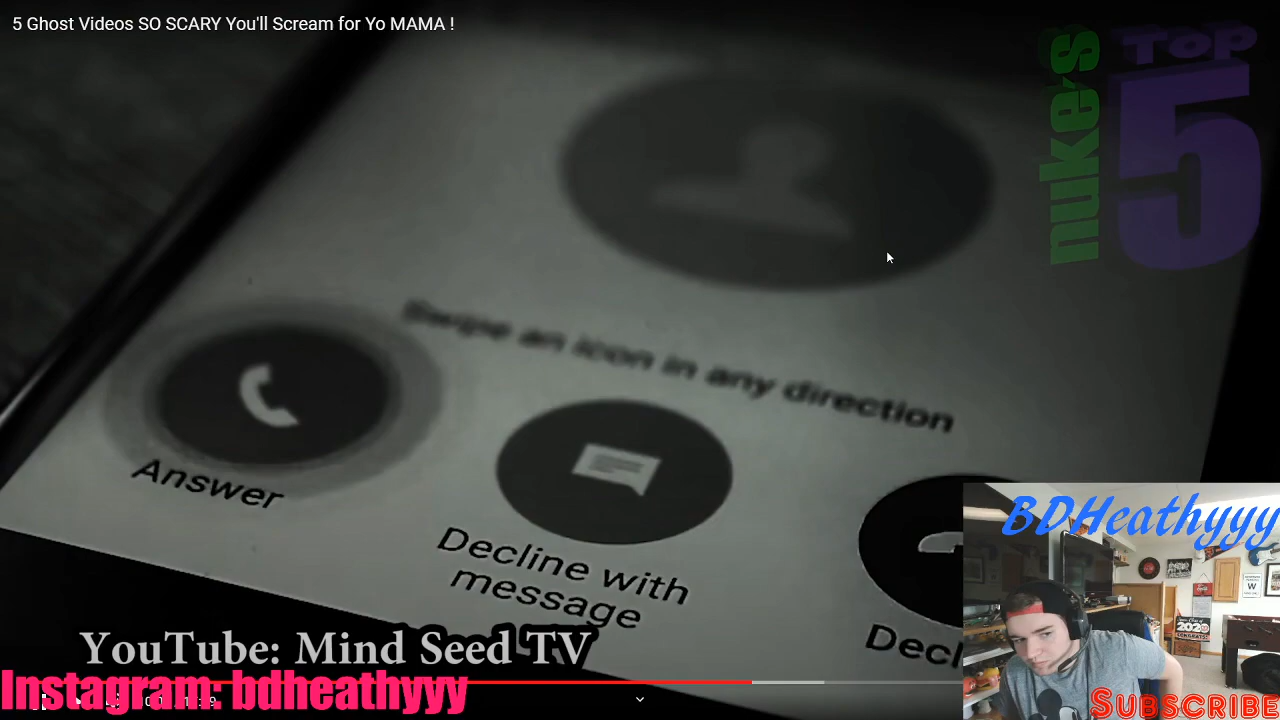 5 Ghost Videos SO SCARY You'll Scream for Yo MAMA !
nuke's
Top
5
Swipe an icon in any direction
Answer
Decline with
message
Decl
BDHeathyyy
2020
W
YouTube: Mind Seed TV
Instagram: bdheathyyy
SUBSCRIBE